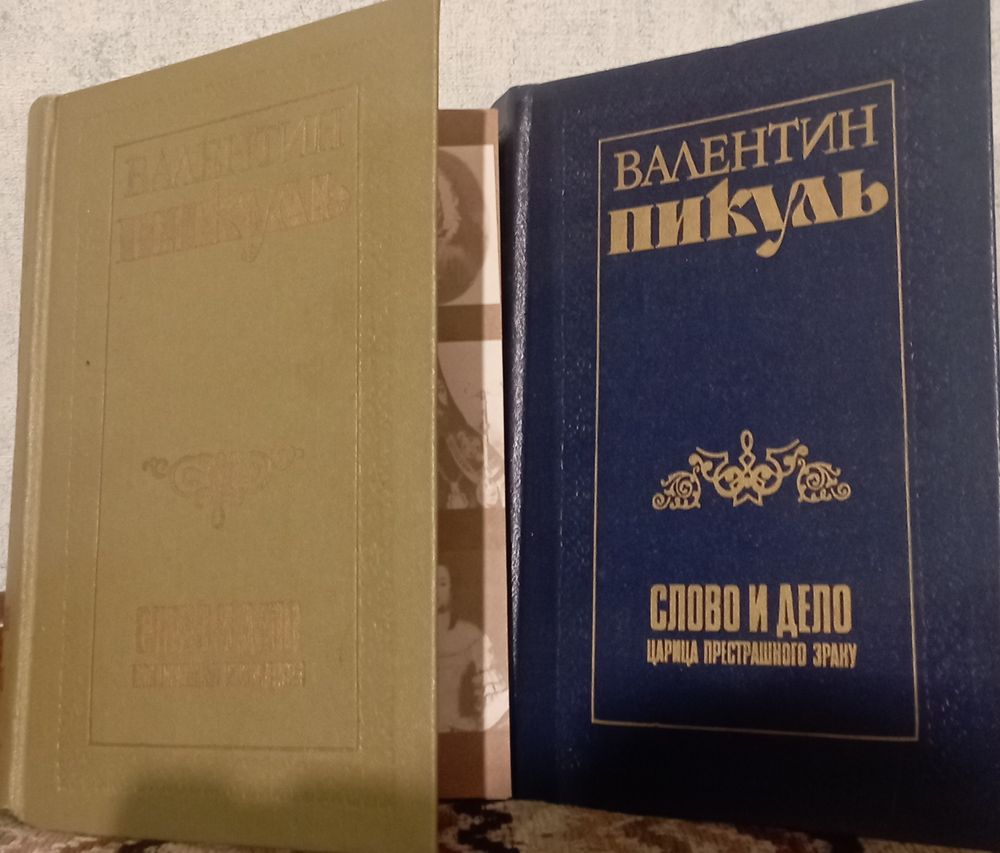 ВАЛЕНТИН
ПИКУЛЬ
ВАЛЕНТИН
ПИКУЛЬ
СЛОВО И ДЕЛО
ЦАРИЦА ПРЕСТРАШНОГО ЗРАКУ